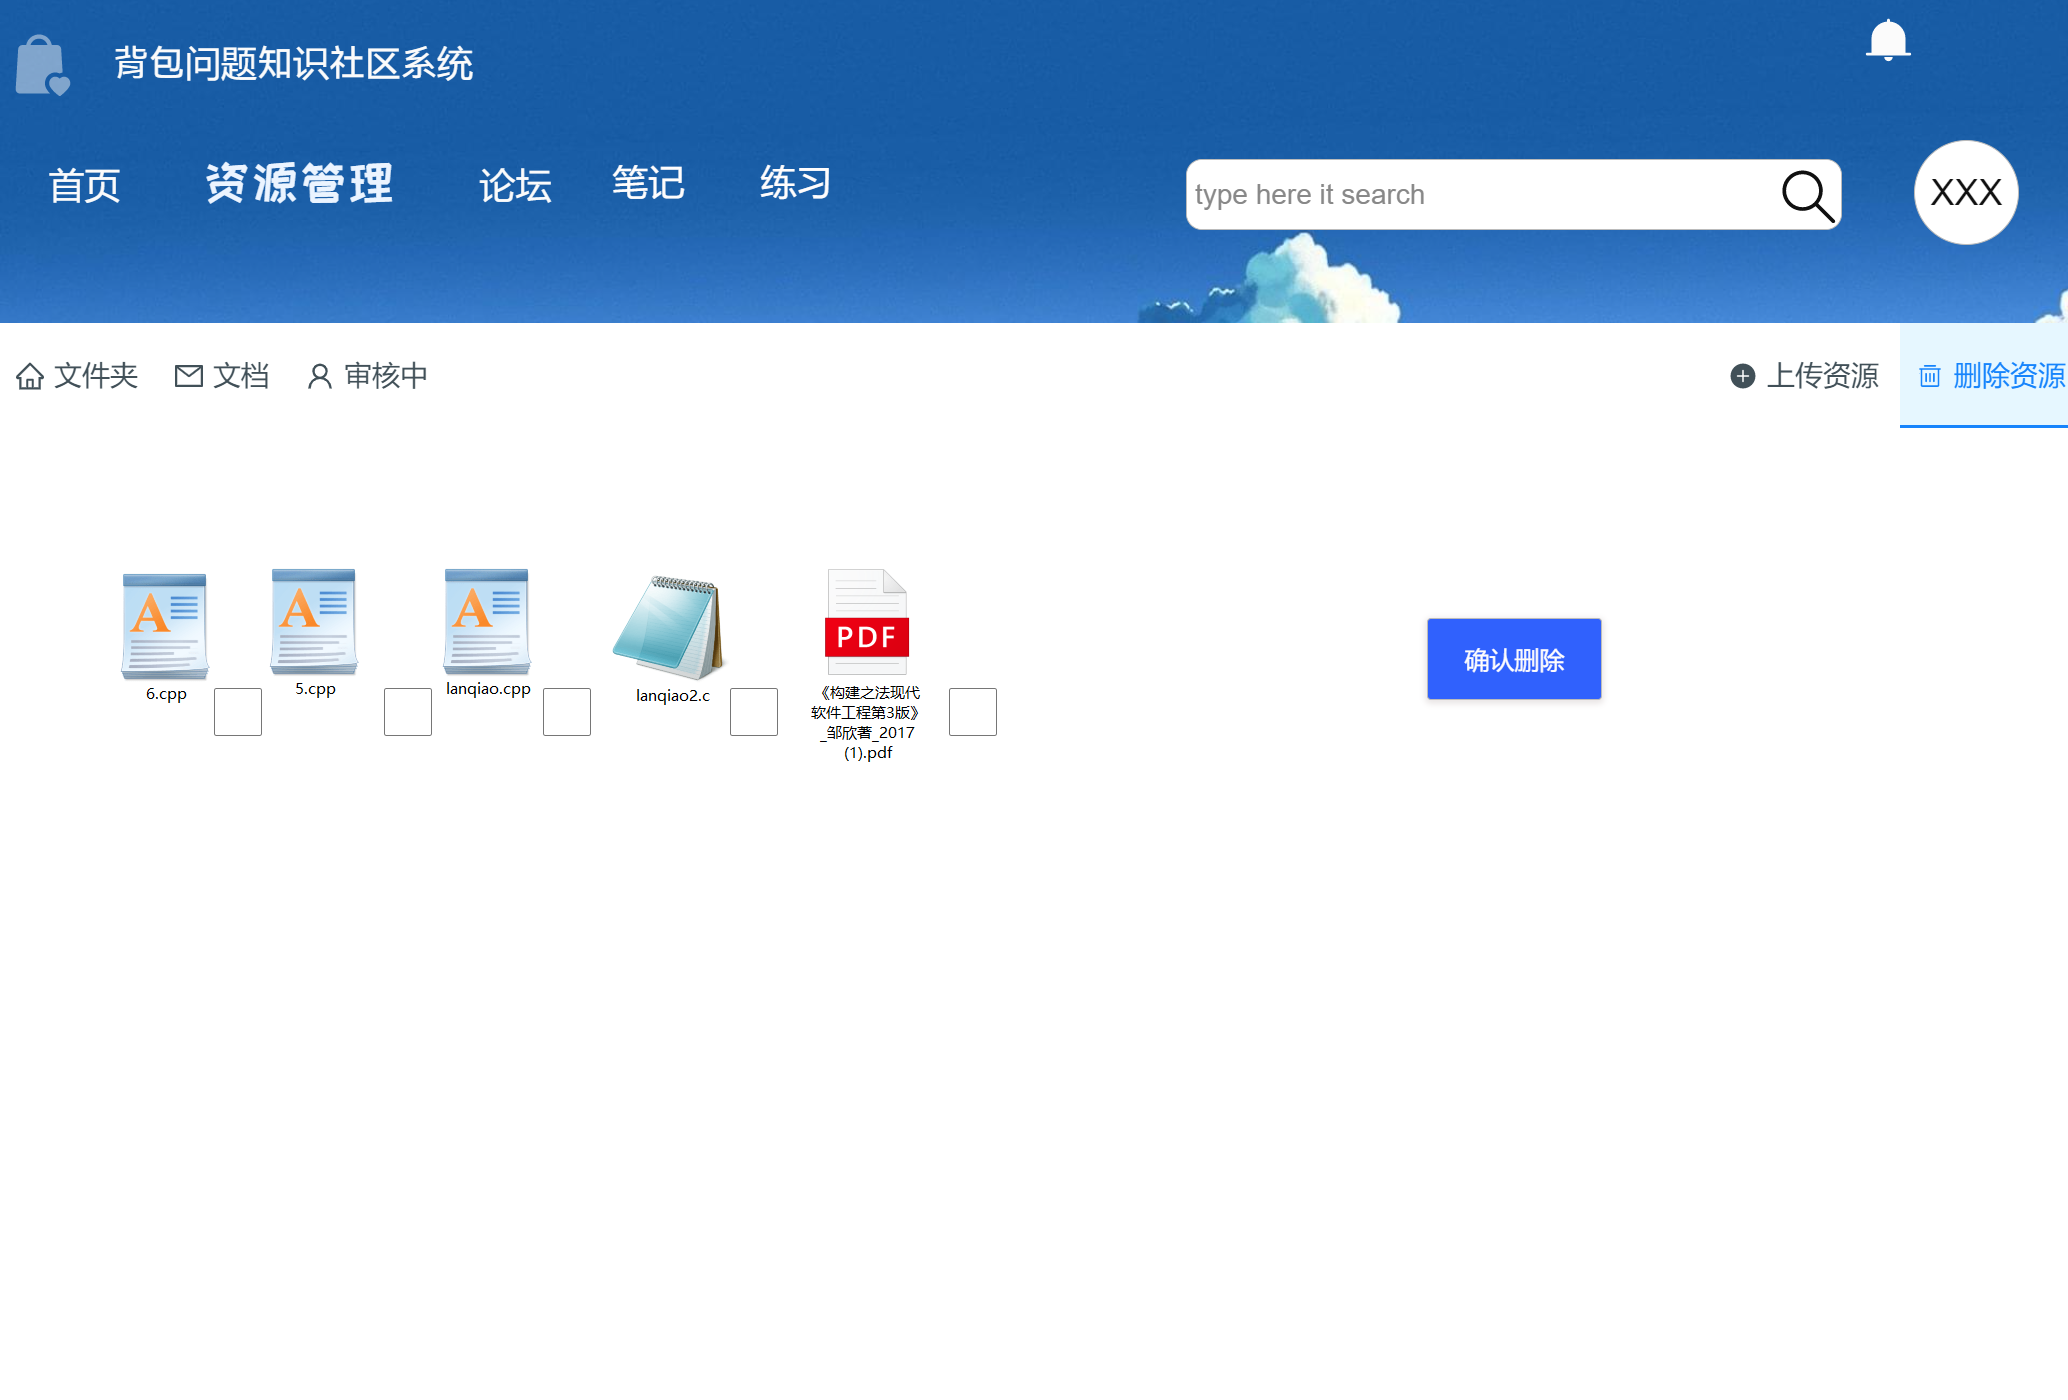 背包问题知识社区系统
首页 资源管理 论坛 笔记 练习
type here it search
XXX
文件夹 文档 审核中 上传资源 删除资源
6.cpp
5.cpp
lanqiao.cpp
lanqiao2.c
《构建之法现代
软件工程第3版》
_邹欣著_2017
(1).pdf
PDF
确认删除